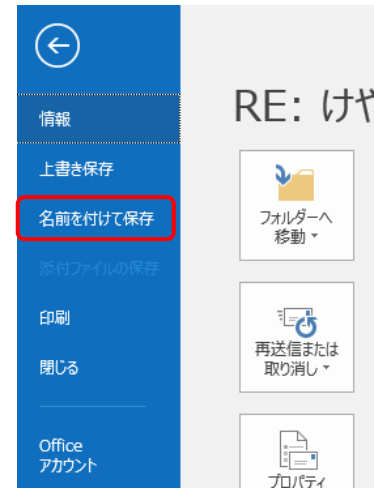 情報
上書き保存
名前を付けて保存
添付ファイルの保存
印刷
閉じる
Office
アカウント
RE: けや
フォルダーへ
移動
再送信または
取り消し
プロパティ